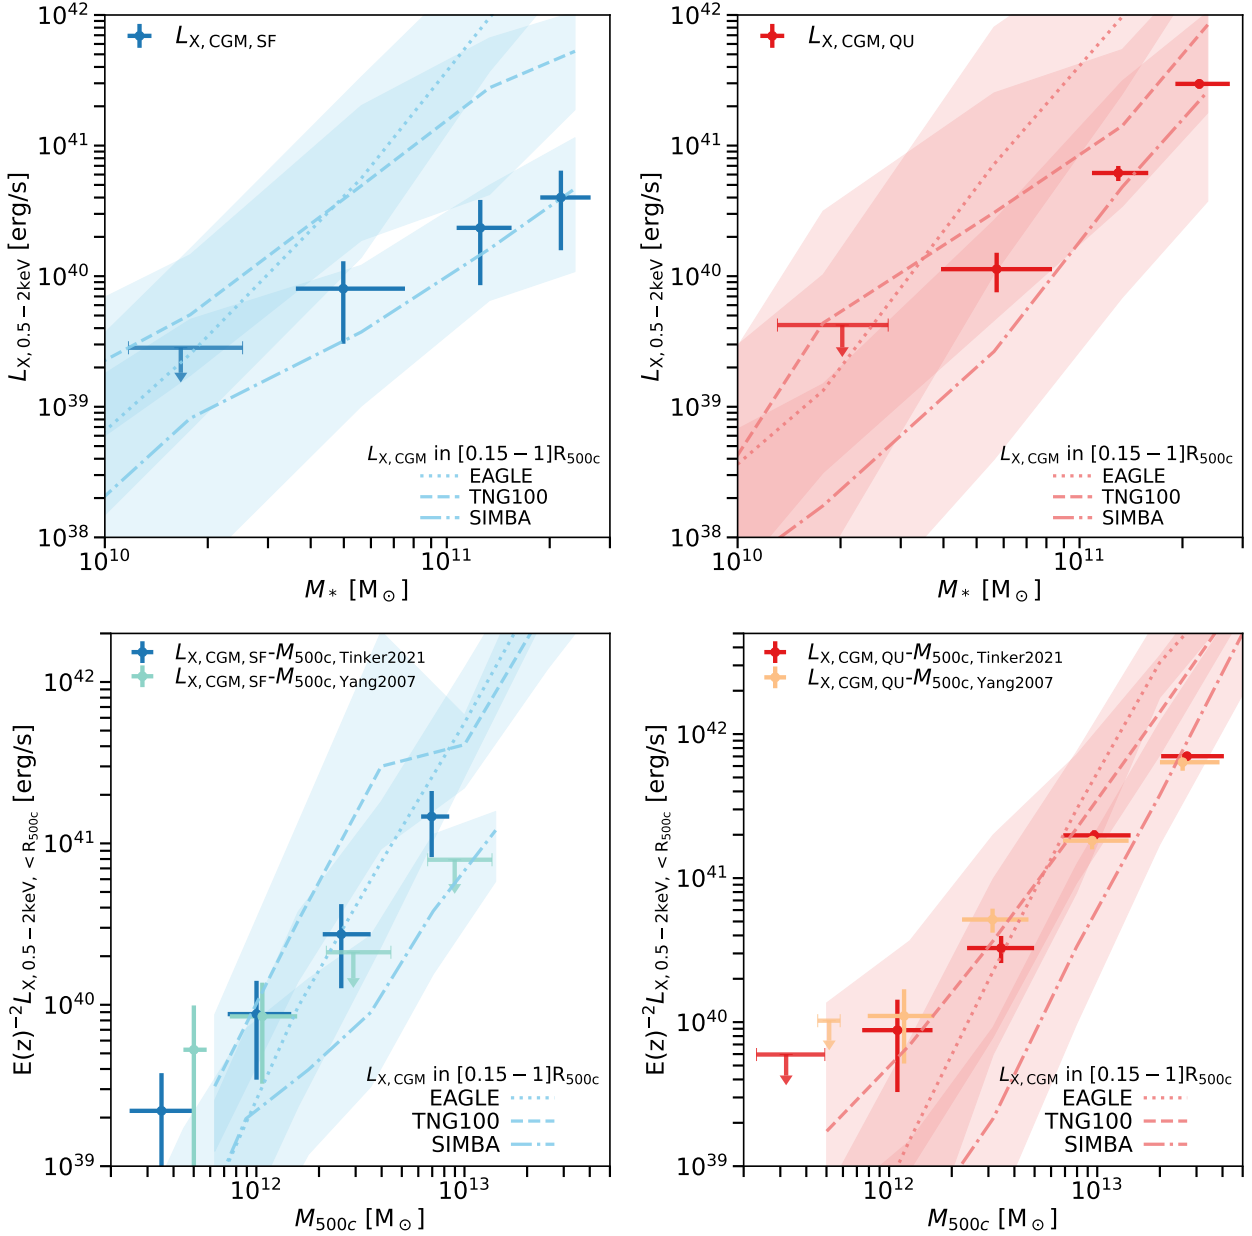 10^42
10^41
10^40
10^39
10^38
L_X, 0.5−2keV [erg/s]
L_X, CGM, SF
L_X, CGM in [0.15−1]R_500c
EAGLE
TNG100
SIMBA
10^10
10^11
M_* [M_⊙]
10^42
10^41
10^40
10^39
10^38
L_X, 0.5−2keV [erg/s]
L_X, CGM, QU
L_X, CGM in [0.15−1]R_500c
EAGLE
TNG100
SIMBA
10^10
10^11
M_* [M_⊙]
10^42
10^41
10^40
10^39
E(z)^−2 L_X, 0.5−2keV, <R_500c [erg/s]
L_X, CGM, SF-M_500c, Tinker2021
L_X, CGM, SF-M_500c, Yang2007
L_X, CGM in [0.15−1]R_500c
EAGLE
TNG100
SIMBA
10^12
10^13
M_500c [M_⊙]
10^42
10^41
10^40
10^39
E(z)^−2 L_X, 0.5−2keV, <R_500c [erg/s]
L_X, CGM, QU-M_500c, Tinker2021
L_X, CGM, QU-M_500c, Yang2007
L_X, CGM in [0.15−1]R_500c
EAGLE
TNG100
SIMBA
10^12
10^13
M_500c [M_⊙]